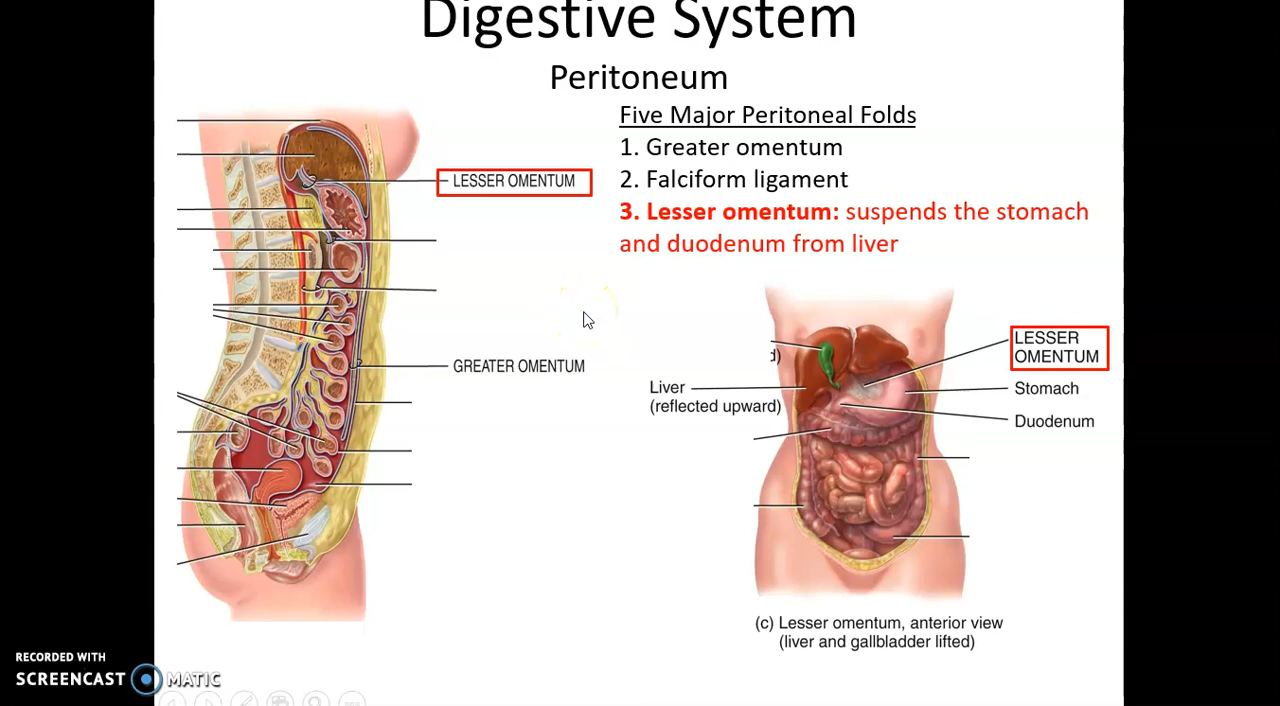 Digestive System
Peritoneum
Five Major Peritoneal Folds
1. Greater omentum
2. Falciform ligament
3. Lesser omentum: suspends the stomach
and duodenum from liver
LESSER OMENTUM
GREATER OMENTUM
d)
Liver
(reflected upward)
LESSER
OMENTUM
Stomach
Duodenum
(c) Lesser omentum, anterior view
(liver and gallbladder lifted)
RECORDED WITH
SCREENCAST MATIC